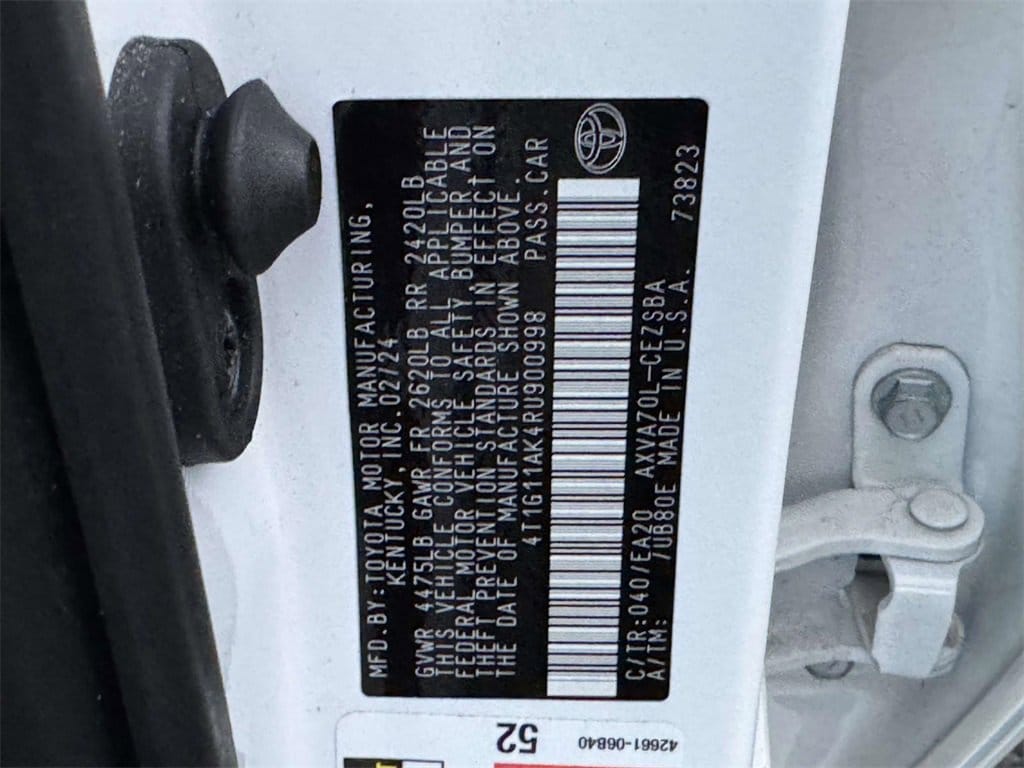 MFD.BY:TOYOTA MOTOR MANUFACTURING,
KENTUCKY, INC. 02/24
GVWR 4475LB GAWR FR 2620LB RR 2420LB
THIS VEHICLE CONFORMS TO ALL APPLICABLE
FEDERAL MOTOR VEHICLE SAFETY, BUMPER, AND
THEFT PREVENTION STANDARDS IN EFFECT ON
THE DATE OF MANUFACTURE SHOWN ABOVE.
4T1G11AK4RU900998 PASS.CAR
C/TR:040/EA20 AXVA70L-CEZSBA 73823
A/TM: /UB80E MADE IN U.S.A.
52
42661-06B40